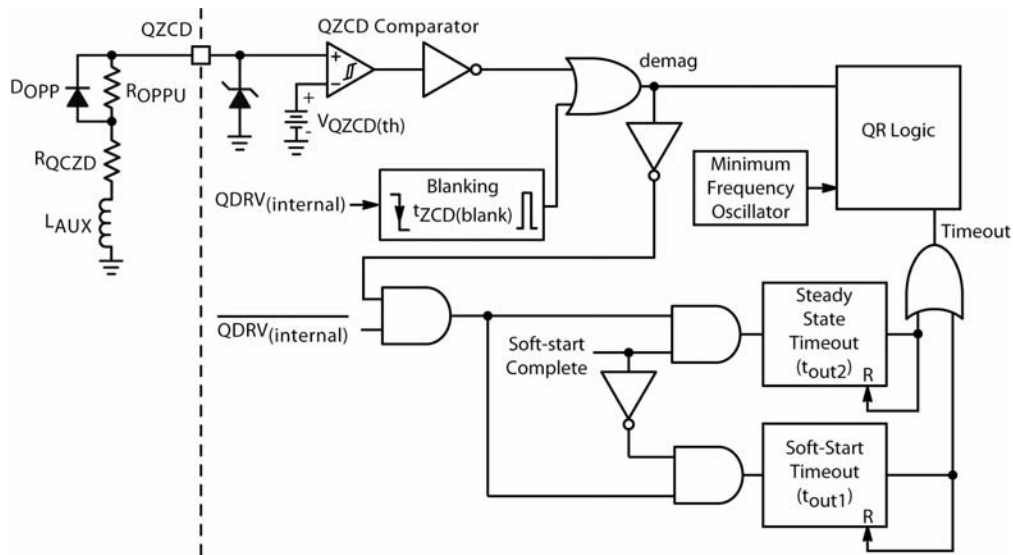 QZCD
QZCD Comparator
DOPP
ROPPU
+
−
+
VQZCD(th)
-
demag
QR Logic
RQCZD
Minimum
Frequency
Oscillator
QDRV(internal)
Blanking
tZCD(blank)
LAUX
Timeout
QDRV(internal)
Steady
State
Timeout
(tout2)
R
Soft-start
Complete
Soft-Start
Timeout
(tout1)
R